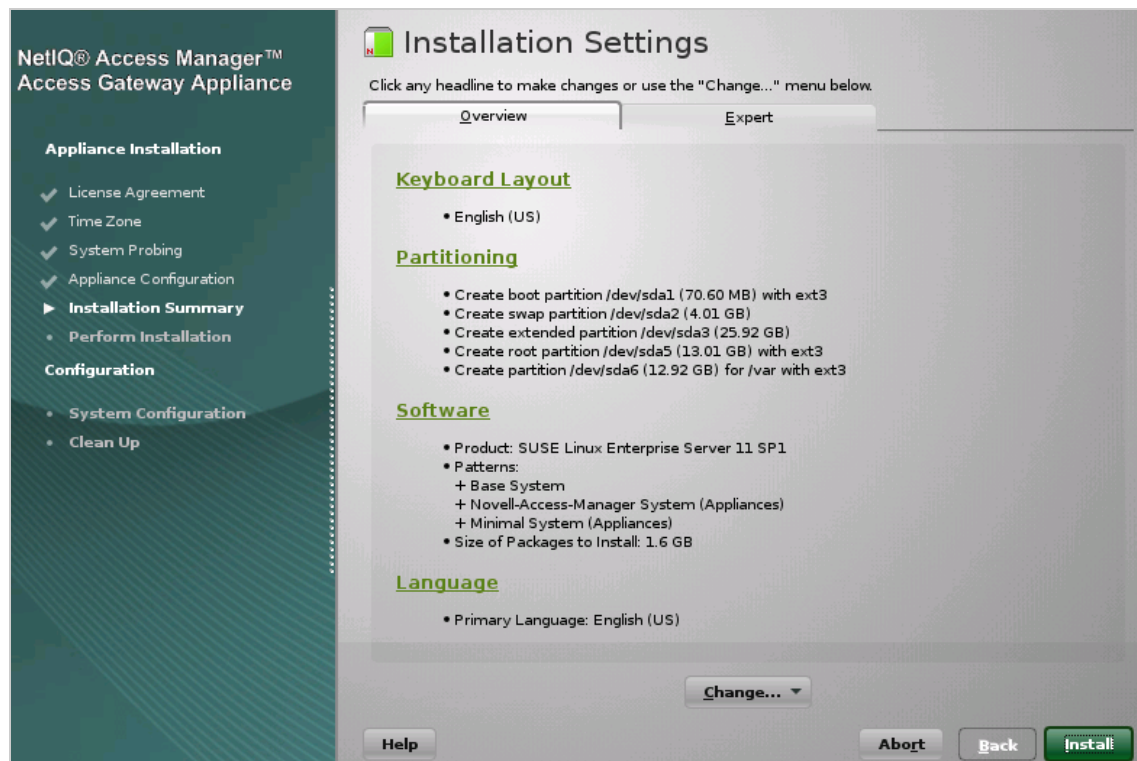 NetIQ® Access Manager™
Access Gateway Appliance
Appliance Installation
License Agreement
Time Zone
System Probing
Appliance Configuration
Installation Summary
Perform Installation
Configuration
System Configuration
Clean Up
N
Installation Settings
Click any headline to make changes or use the "Change..." menu below.
Overview
Expert
Keyboard Layout
• English (US)
Partitioning
• Create boot partition /dev/sda1 (70.60 MB) with ext3
• Create swap partition /dev/sda2 (4.01 GB)
• Create extended partition /dev/sda3 (25.92 GB)
• Create root partition /dev/sda5 (13.01 GB) with ext3
• Create partition /dev/sda6 (12.92 GB) for /var with ext3
Software
• Product: SUSE Linux Enterprise Server 11 SP1
• Patterns:
+ Base System
+ Novell-Access-Manager System (Appliances)
+ Minimal System (Appliances)
• Size of Packages to Install: 1.6 GB
Language
• Primary Language: English (US)
Change...
Help
Abort
Back
Install